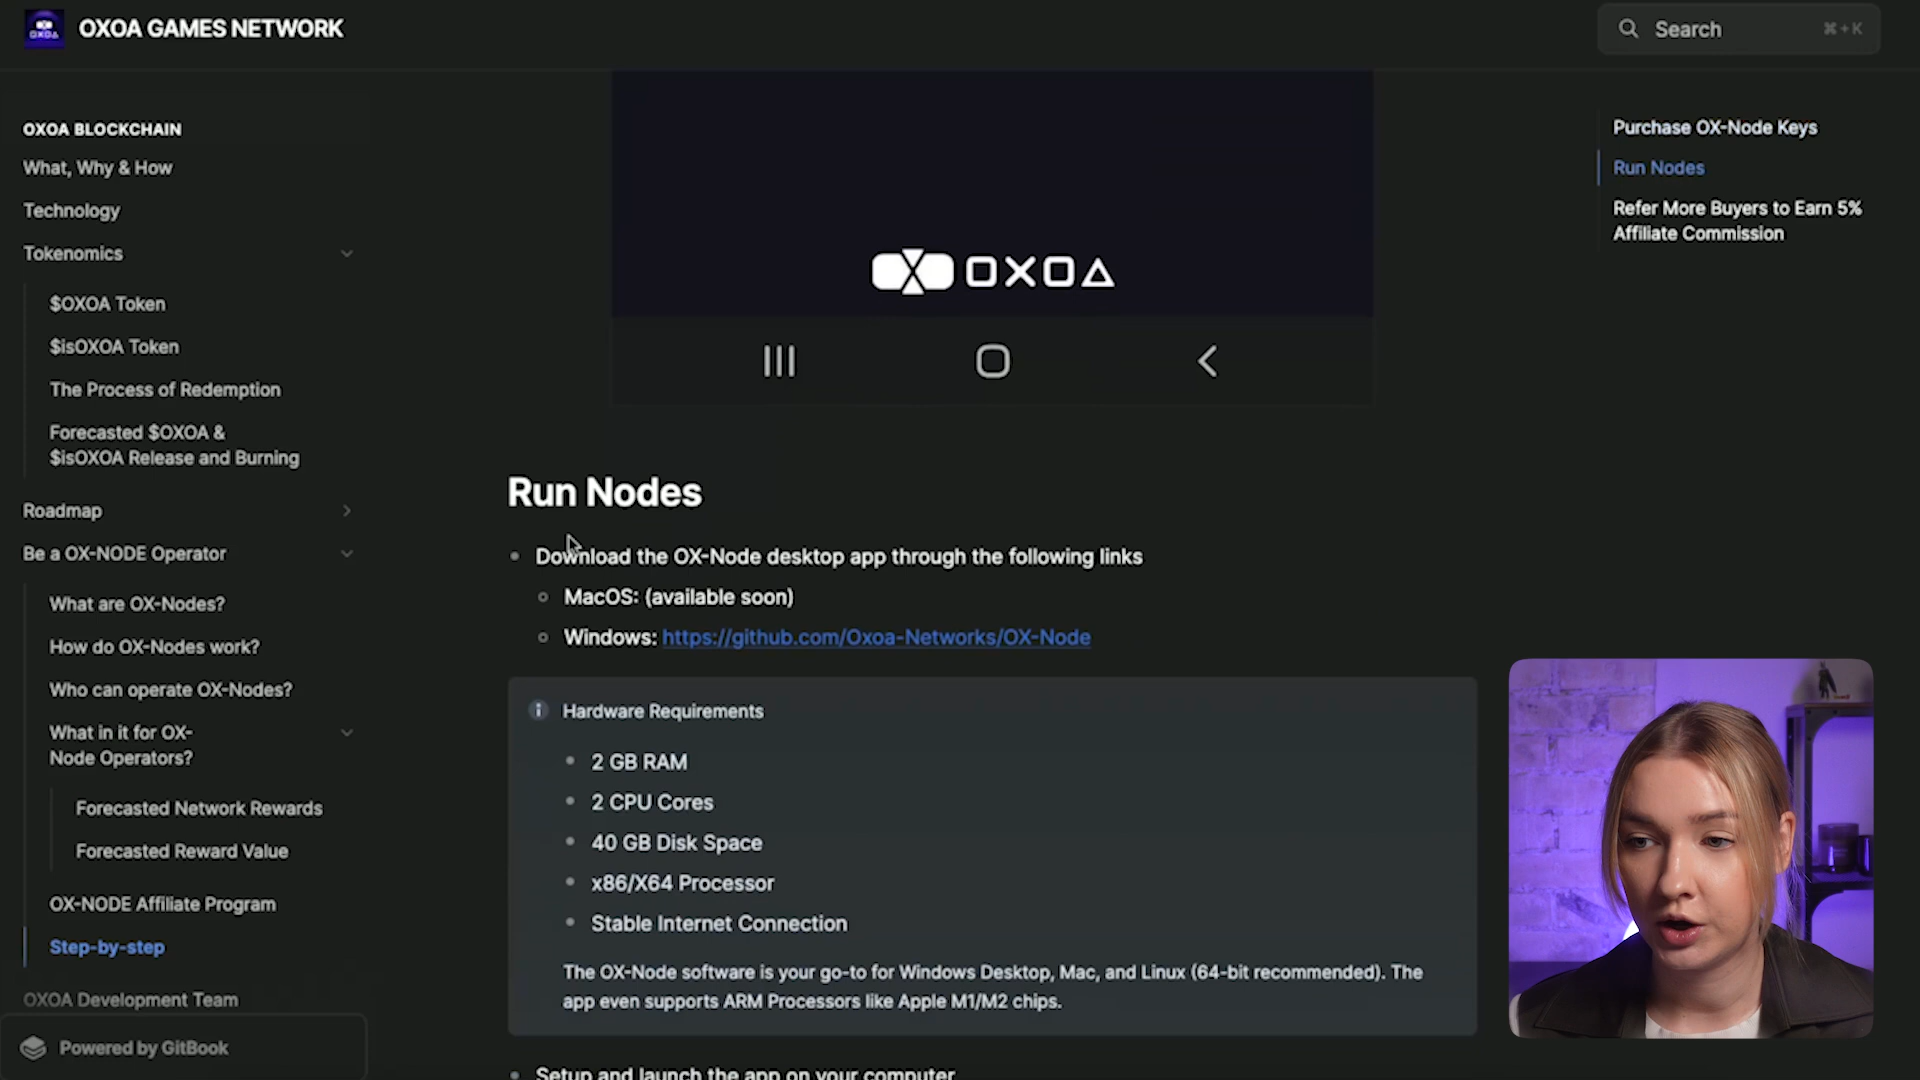 OXOA
OXOA GAMES NETWORK
Search
⌘+K
OXOA BLOCKCHAIN
What, Why & How
Technology
Tokenomics
$OXOA Token
$isOXOA Token
The Process of Redemption
Forecasted $OXOA &
$isOXOA Release and Burning
Roadmap
Be a OX-NODE Operator
What are OX-Nodes?
How do OX-Nodes work?
Who can operate OX-Nodes?
What in it for OX-
Node Operators?
Forecasted Network Rewards
Forecasted Reward Value
OX-NODE Affiliate Program
Step-by-step
OXOA Development Team
Powered by GitBook
OXOA
Run Nodes
Download the OX-Node desktop app through the following links
MacOS: (available soon)
Windows: https://github.com/Oxoa-Networks/OX-Node
Hardware Requirements
2 GB RAM
2 CPU Cores
40 GB Disk Space
x86/X64 Processor
Stable Internet Connection
The OX-Node software is your go-to for Windows Desktop, Mac, and Linux (64-bit recommended). The
app even supports ARM Processors like Apple M1/M2 chips.
Setup and launch the app on your computer
Purchase OX-Node Keys
Run Nodes
Refer More Buyers to Earn 5%
Affiliate Commission